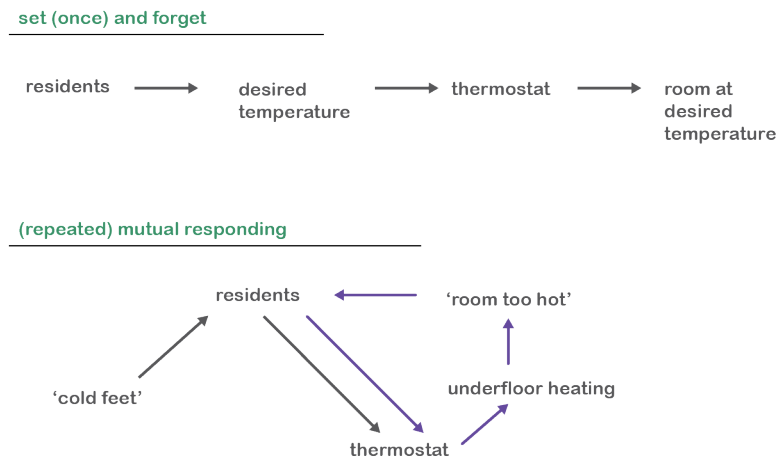 set (once) and forget
residents
desired
temperature
thermostat
room at
desired
temperature
(repeated) mutual responding
residents
‘room too hot’
underfloor heating
‘cold feet’
thermostat